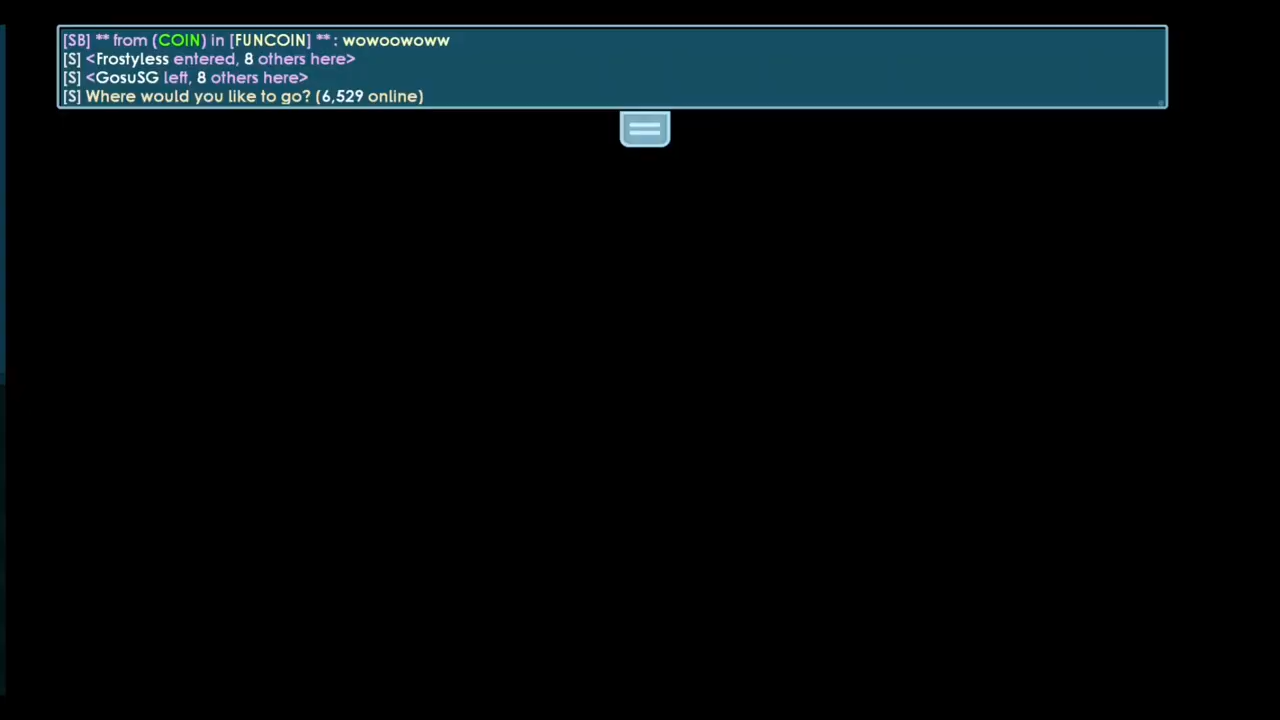 [SB] ** from (COIN) in [FUNCOIN] ** : wowoowoww
[S] <Frostyless entered, 8 others here>
[S] <GosuSG left, 8 others here>
[S] Where would you like to go? (6,529 online)